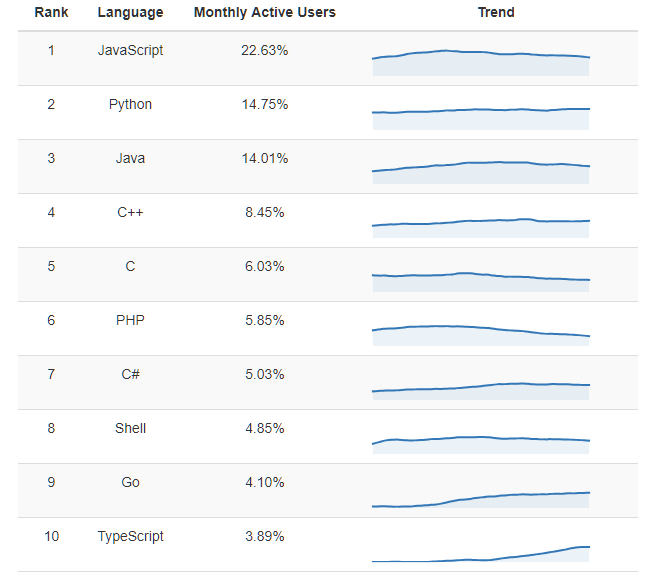 Rank Language Monthly Active Users Trend
1 JavaScript 22.63%
2 Python 14.75%
3 Java 14.01%
4 C++ 8.45%
5 C 6.03%
6 PHP 5.85%
7 C# 5.03%
8 Shell 4.85%
9 Go 4.10%
10 TypeScript 3.89%